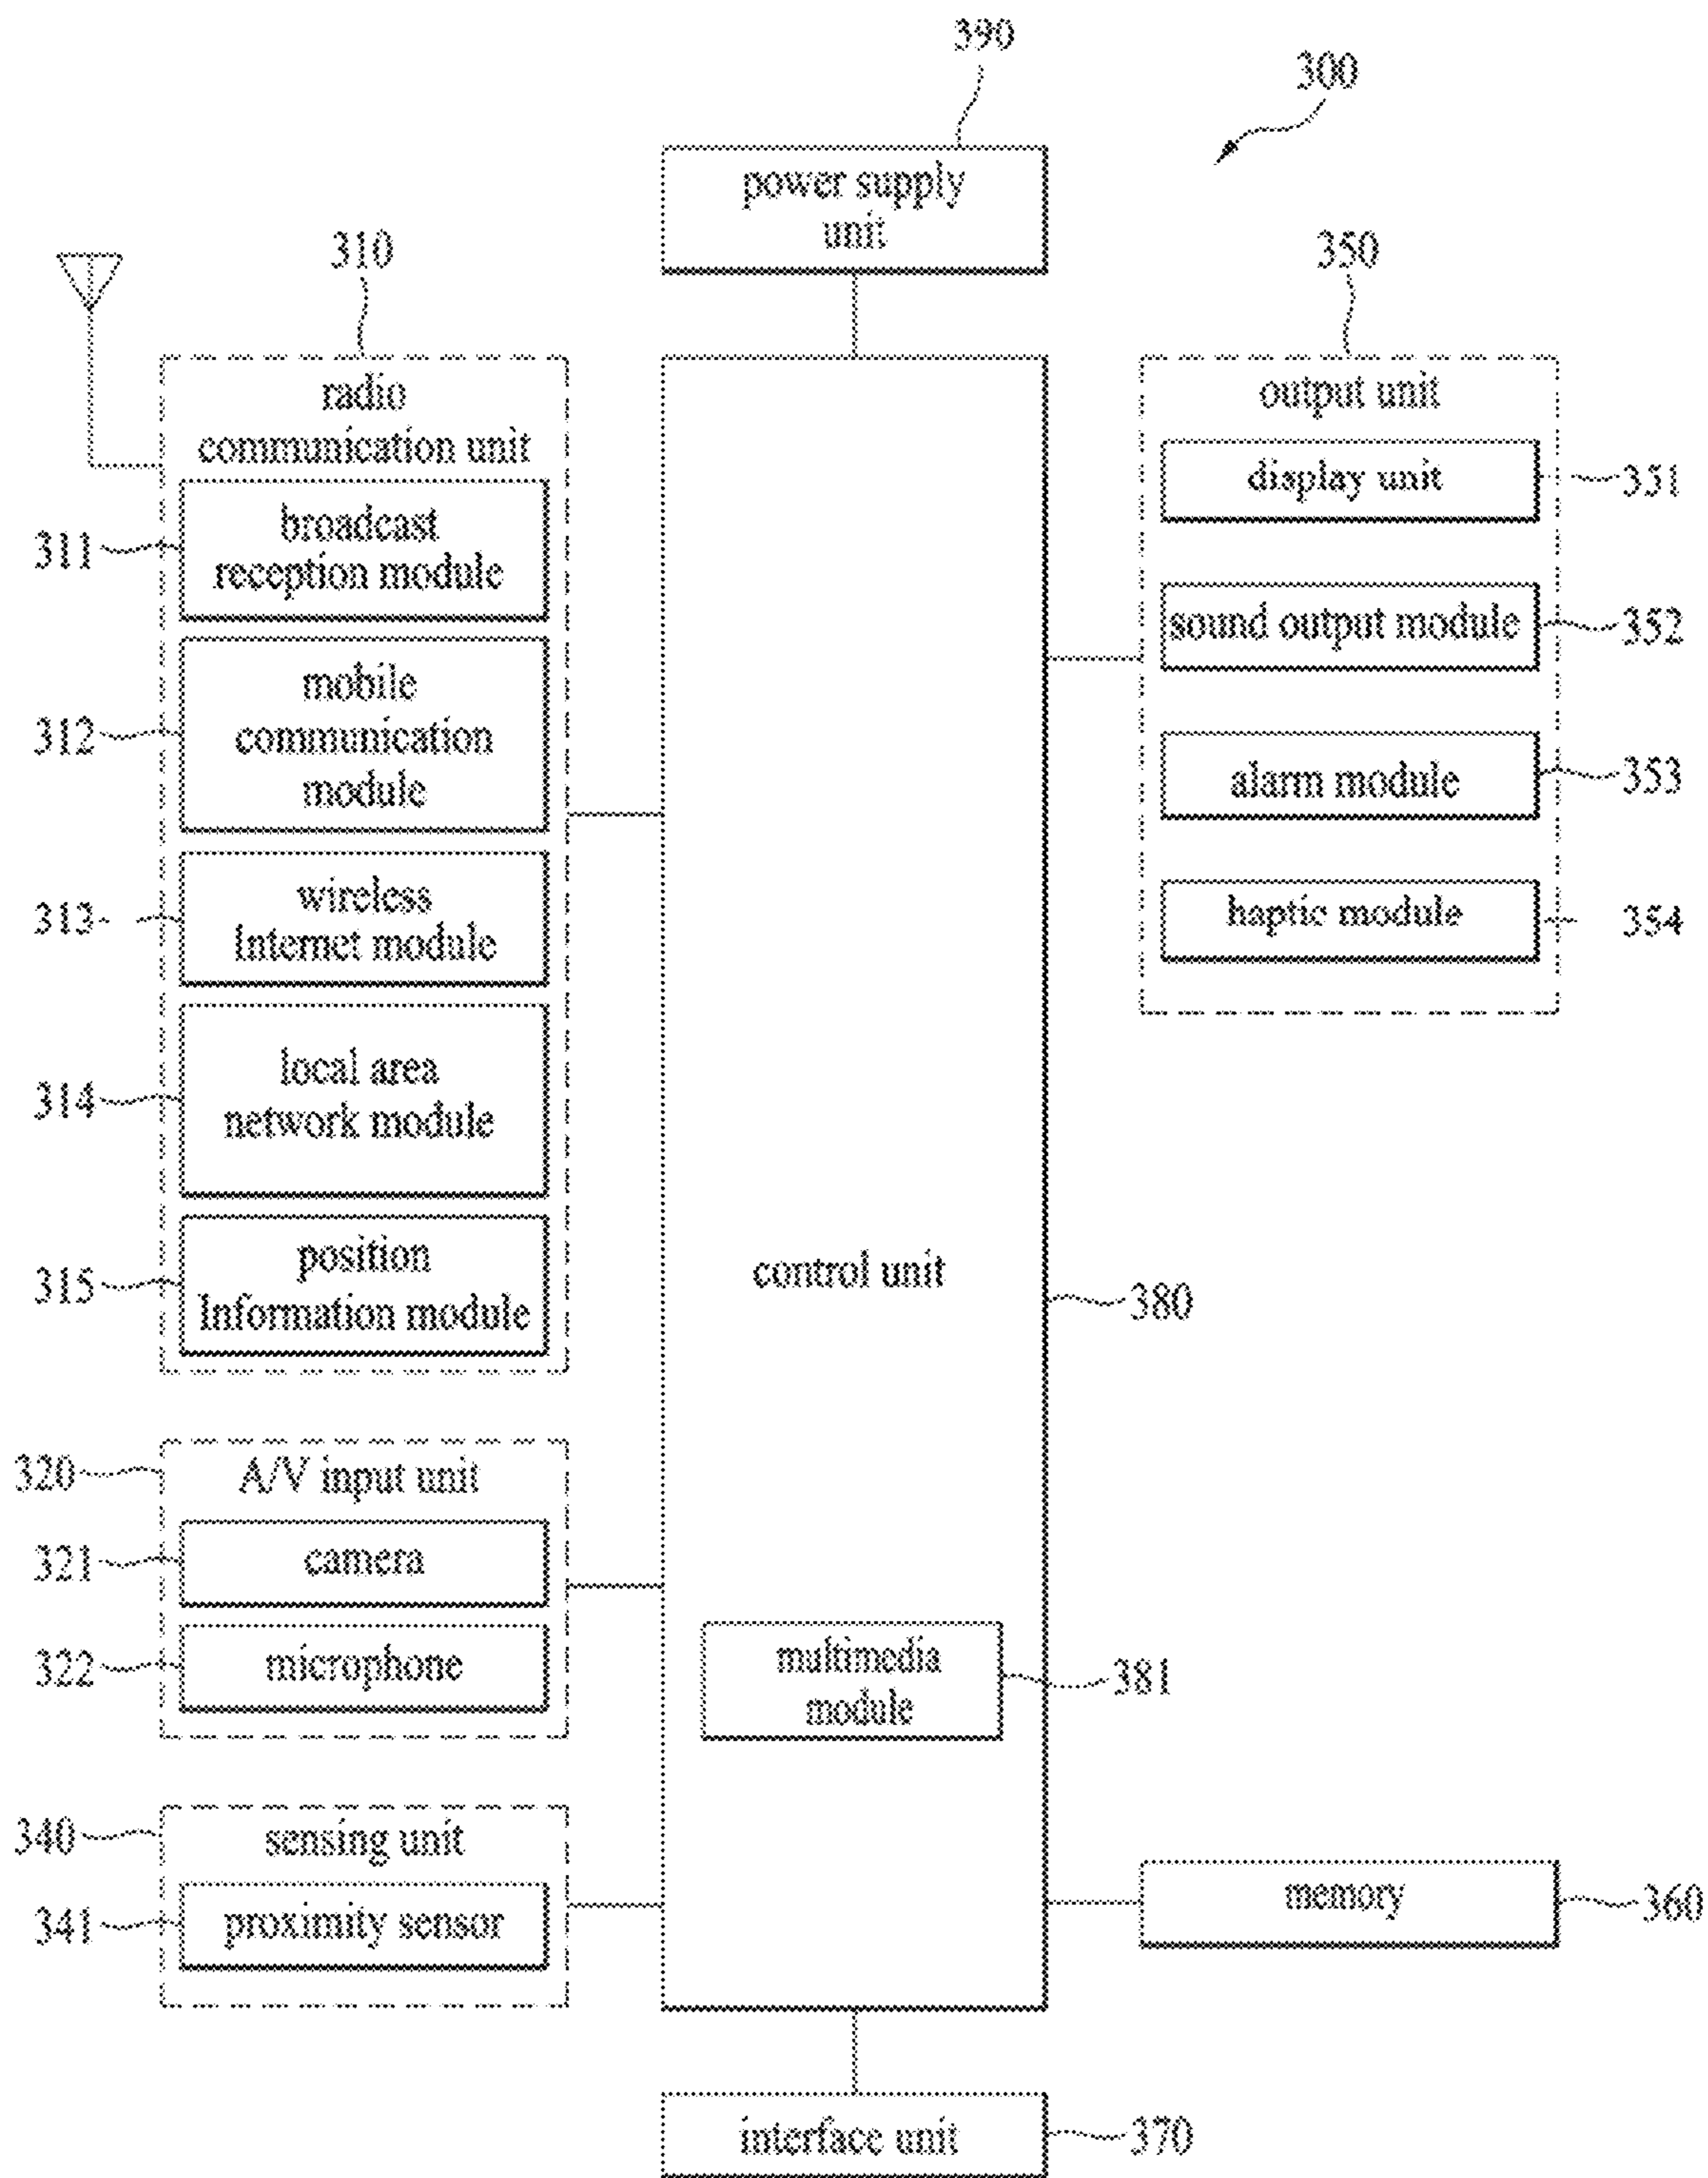 390
300
power supply
unit
310
350
radio
communication unit
output unit
display unit
351
311
broadcast
reception module
sound output module
352
312
mobile
communication
module
alarm module
353
313
wireless
Internet module
haptic module
354
314
local area
network module
315
position
Information module
control unit
380
320
A/V input unit
321
camera
322
microphone
multimedia
module
381
340
sensing unit
341
proximity sensor
memory
360
interface unit
370